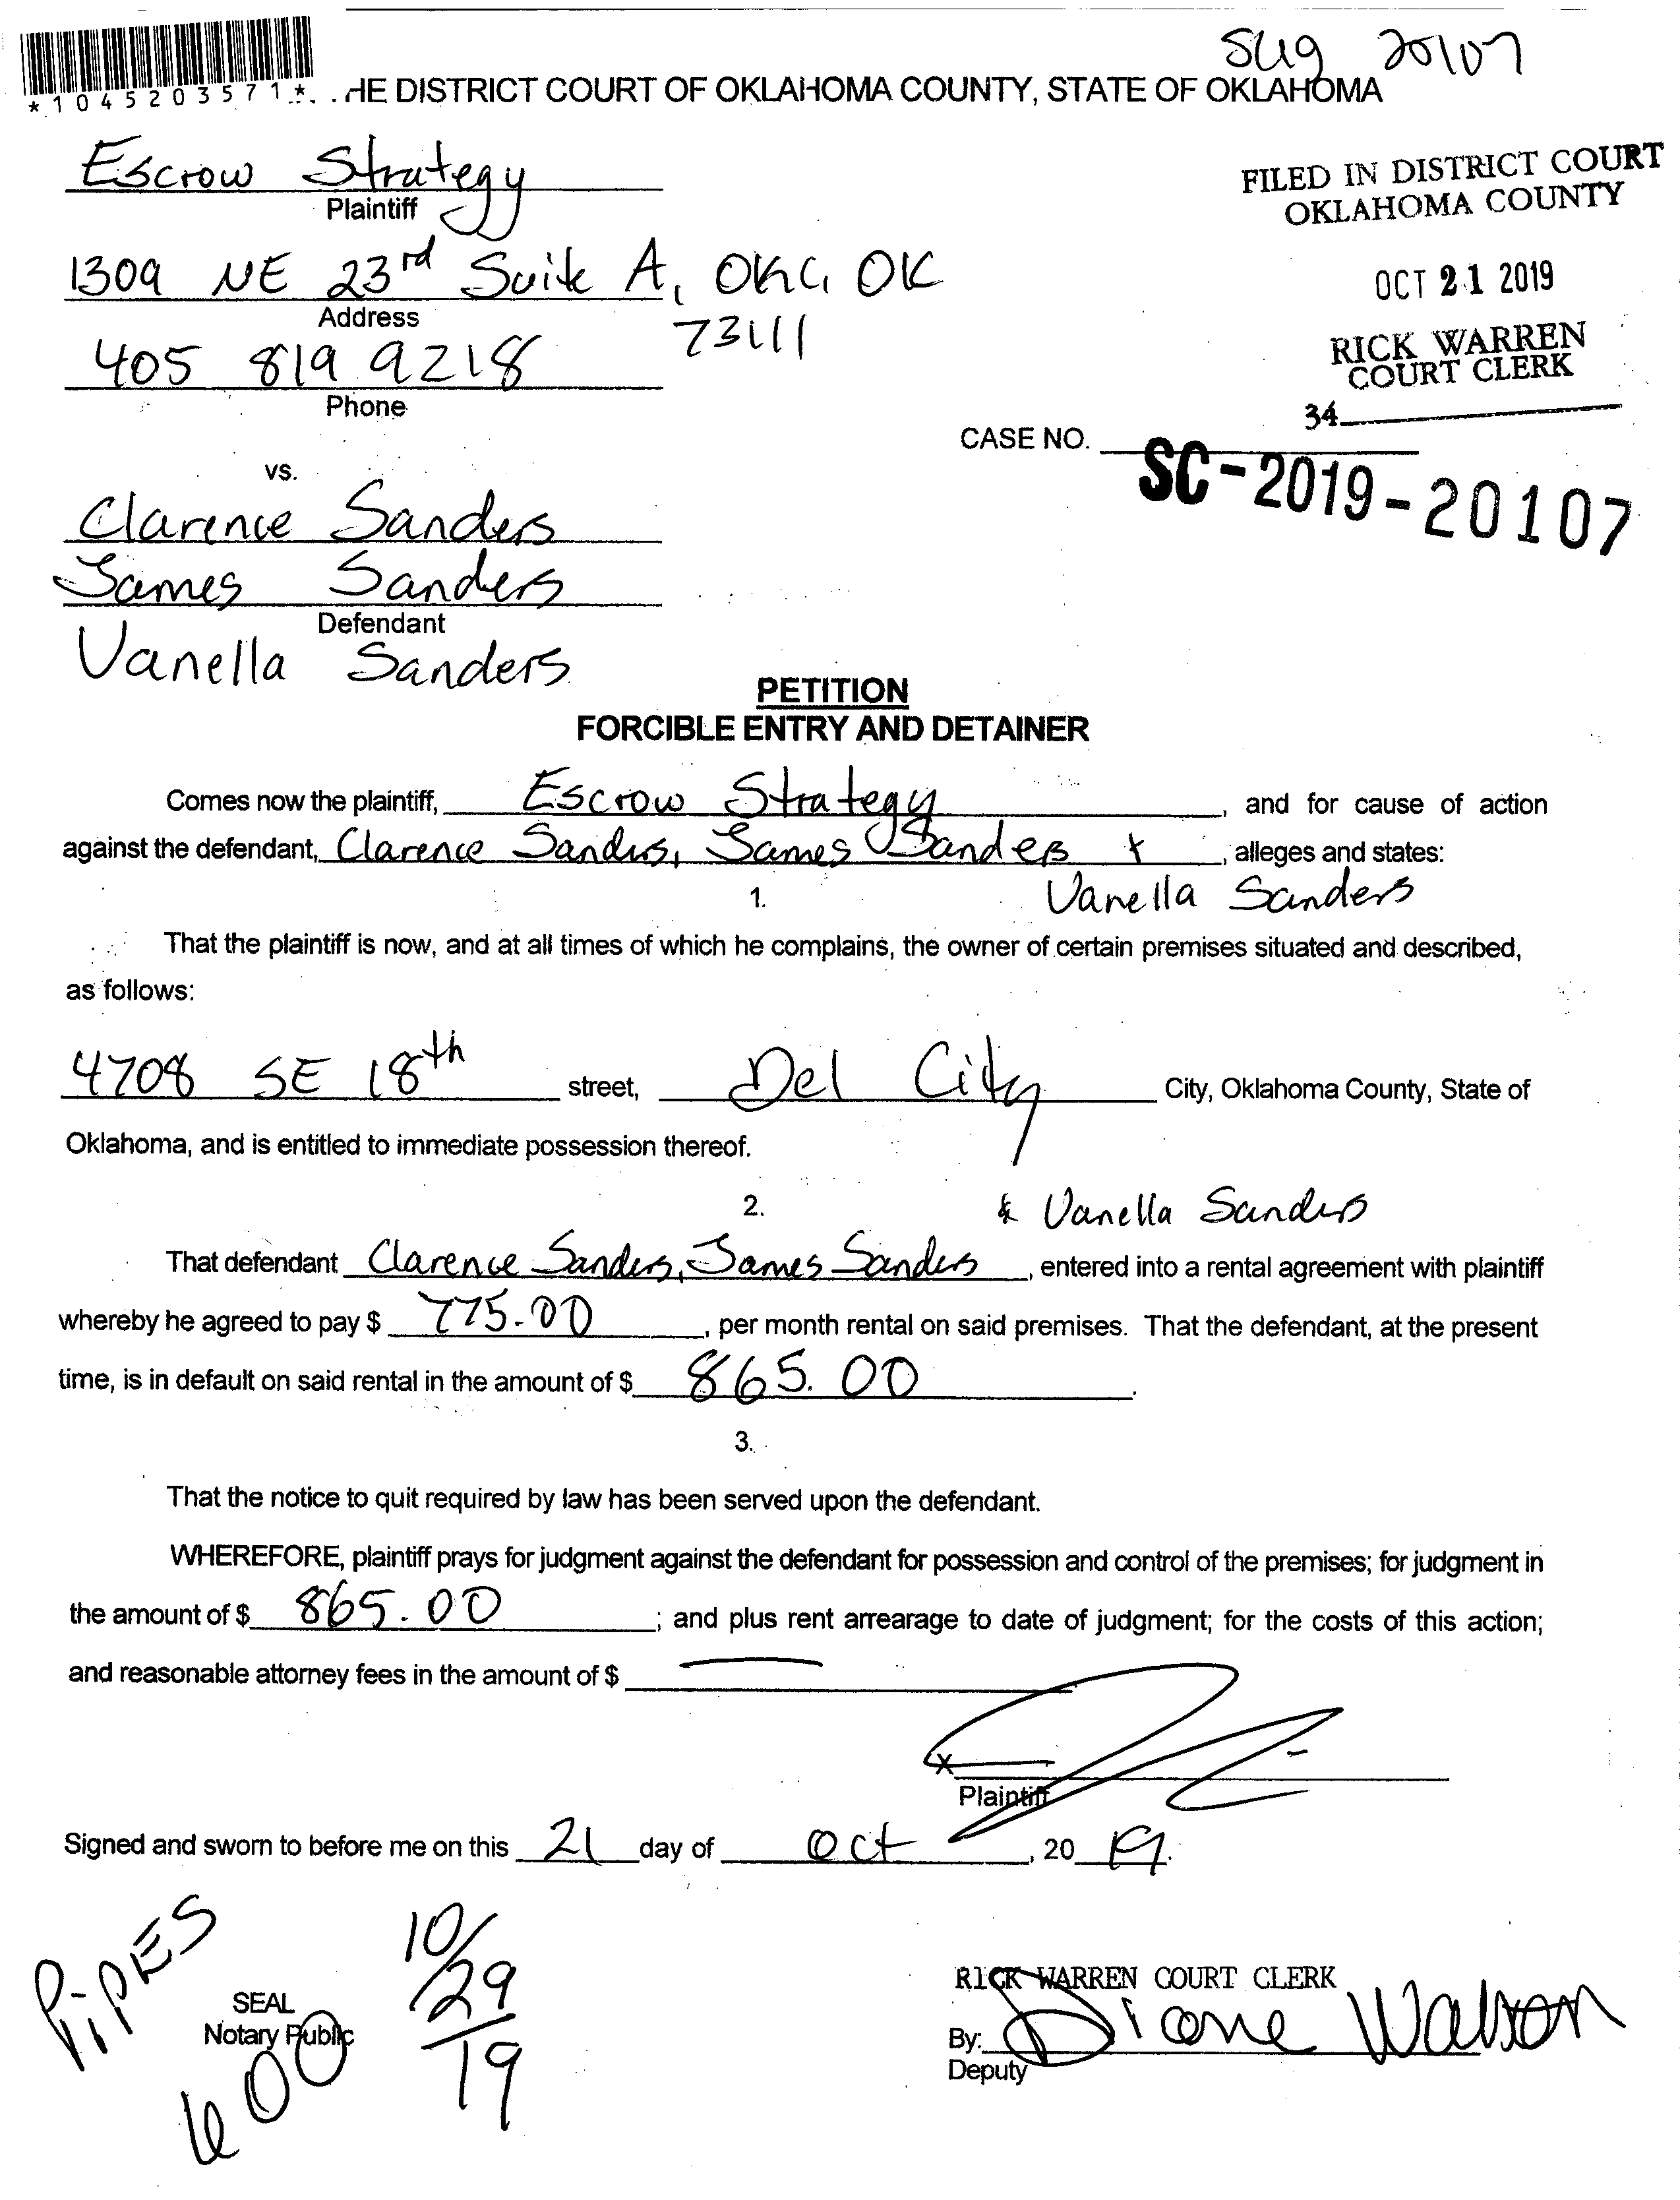 SC19 20107
*1045203571*
HE DISTRICT COURT OF OKLAHOMA COUNTY, STATE OF OKLAHOMA
Escrow Strategy
Plaintiff
FILED IN DISTRICT COURT
OKLAHOMA COUNTY
1309 NE 23rd Suite A, OKC, OK
73111
Address
OCT 21 2019
405 819 9218
Phone
RICK WARREN
COURT CLERK
34
CASE NO.
SC-2019-20107
vs.
Clarence Sanders
James Sanders
Defendant
Vanella Sanders
PETITION
FORCIBLE ENTRY AND DETAINER
Comes now the plaintiff, Escrow Strategy, and for cause of action
against the defendant, Clarence Sanders, James Sanders &, alleges and states:
Vanella Sanders
1.
That the plaintiff is now, and at all times of which he complains, the owner of certain premises situated and described,
as follows:
4708 SE 18th street, Del City City, Oklahoma County, State of
Oklahoma, and is entitled to immediate possession thereof.
2.
& Vanella Sanders
That defendant Clarence Sanders, James Sanders, entered into a rental agreement with plaintiff
whereby he agreed to pay $ 775.00, per month rental on said premises. That the defendant, at the present
time, is in default on said rental in the amount of $ 865.00.
3.
That the notice to quit required by law has been served upon the defendant.
WHEREFORE, plaintiff prays for judgment against the defendant for possession and control of the premises; for judgment in
the amount of $ 865.00; and plus rent arrearage to date of judgment; for the costs of this action;
and reasonable attorney fees in the amount of $ —
X
Plaintiff
Signed and sworn to before me on this 21 day of Oct, 2019.
PiPES
10/29/19
SEAL
Notary Public
600
RICK WARREN COURT CLERK
By: Diane Watson
Deputy